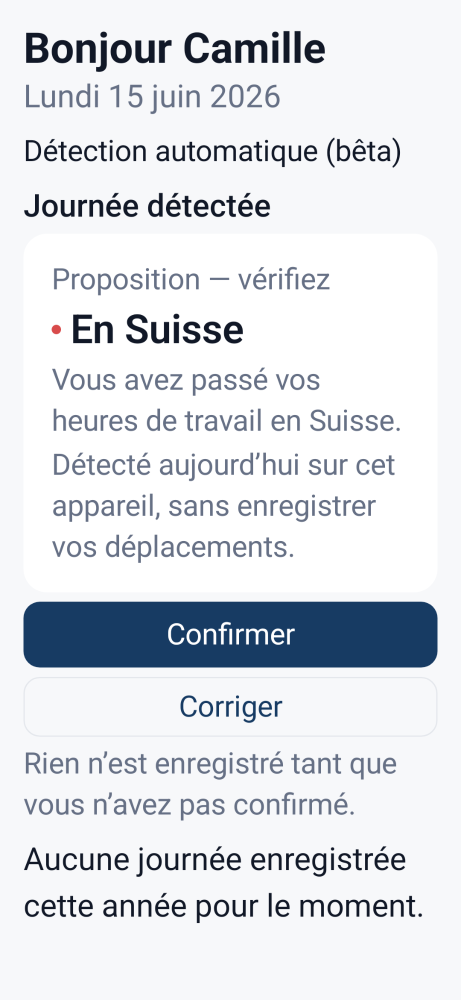 Bonjour Camille
Lundi 15 juin 2026
Détection automatique (bêta)
Journée détectée
Proposition — vérifiez
En Suisse
Vous avez passé vos
heures de travail en Suisse.
Détecté aujourd’hui sur cet
appareil, sans enregistrer
vos déplacements.
Confirmer
Corriger
Rien n’est enregistré tant que
vous n’avez pas confirmé.
Aucune journée enregistrée
cette année pour le moment.